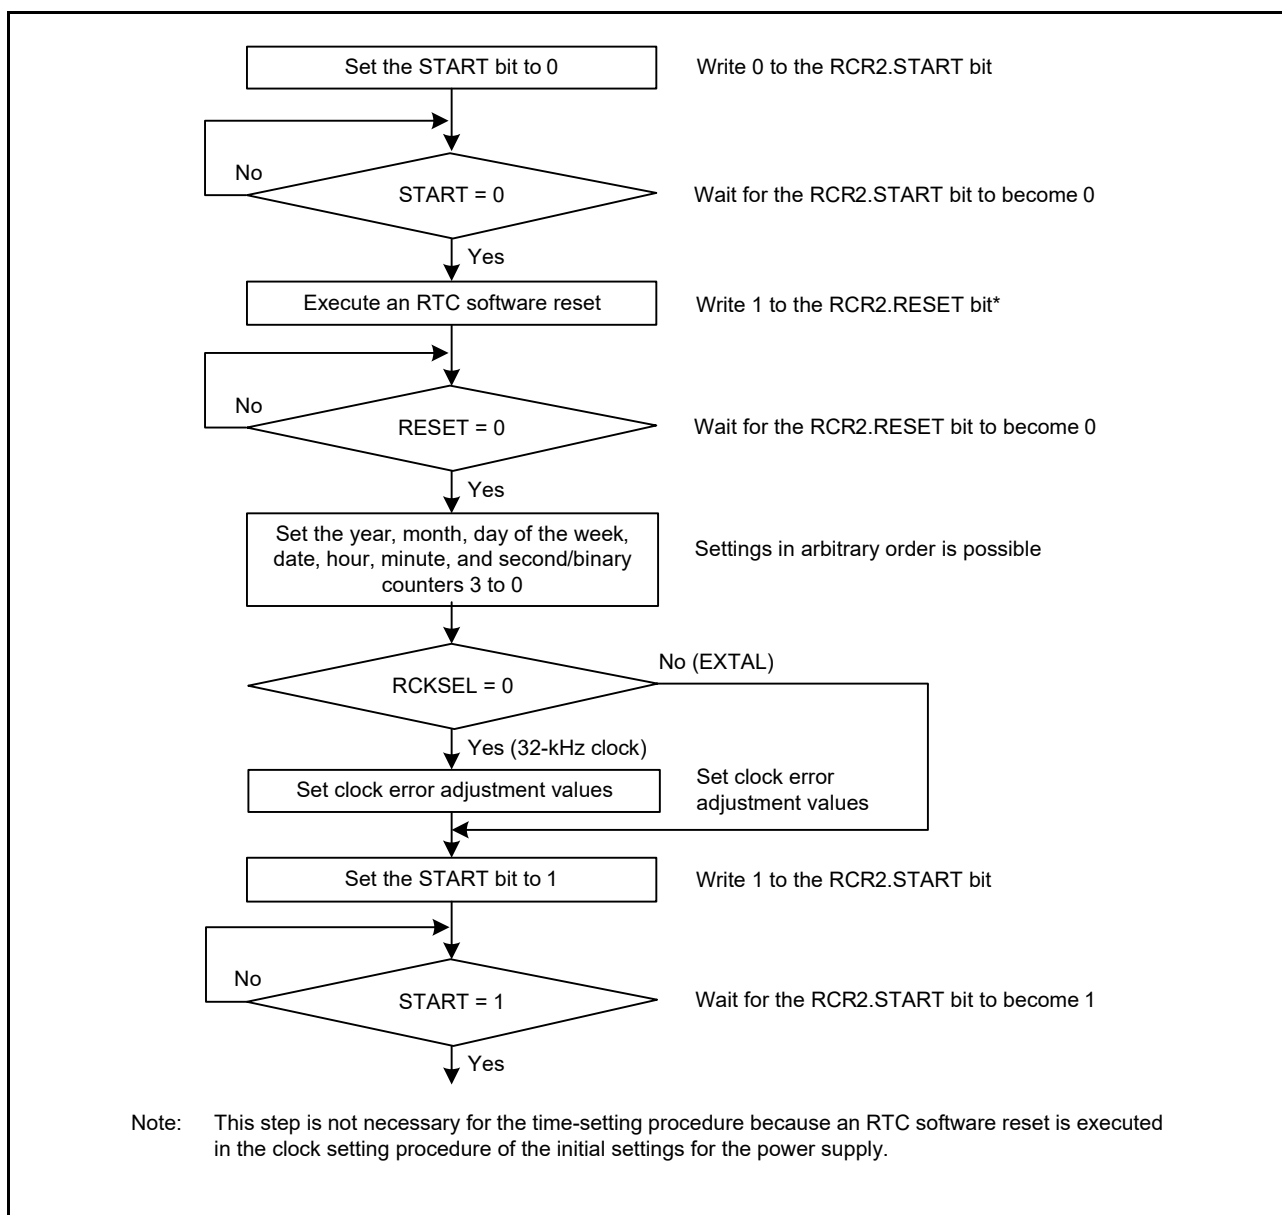 Set the START bit to 0
Write 0 to the RCR2.START bit
No
START = 0
Wait for the RCR2.START bit to become 0
Yes
Execute an RTC software reset
Write 1 to the RCR2.RESET bit*
No
RESET = 0
Wait for the RCR2.RESET bit to become 0
Yes
Set the year, month, day of the week,
date, hour, minute, and second/binary
counters 3 to 0
Settings in arbitrary order is possible
No (EXTAL)
RCKSEL = 0
Yes (32-kHz clock)
Set clock error adjustment values
Set clock error
adjustment values
Set the START bit to 1
Write 1 to the RCR2.START bit
No
START = 1
Wait for the RCR2.START bit to become 1
Yes
Note: This step is not necessary for the time-setting procedure because an RTC software reset is executed
in the clock setting procedure of the initial settings for the power supply.